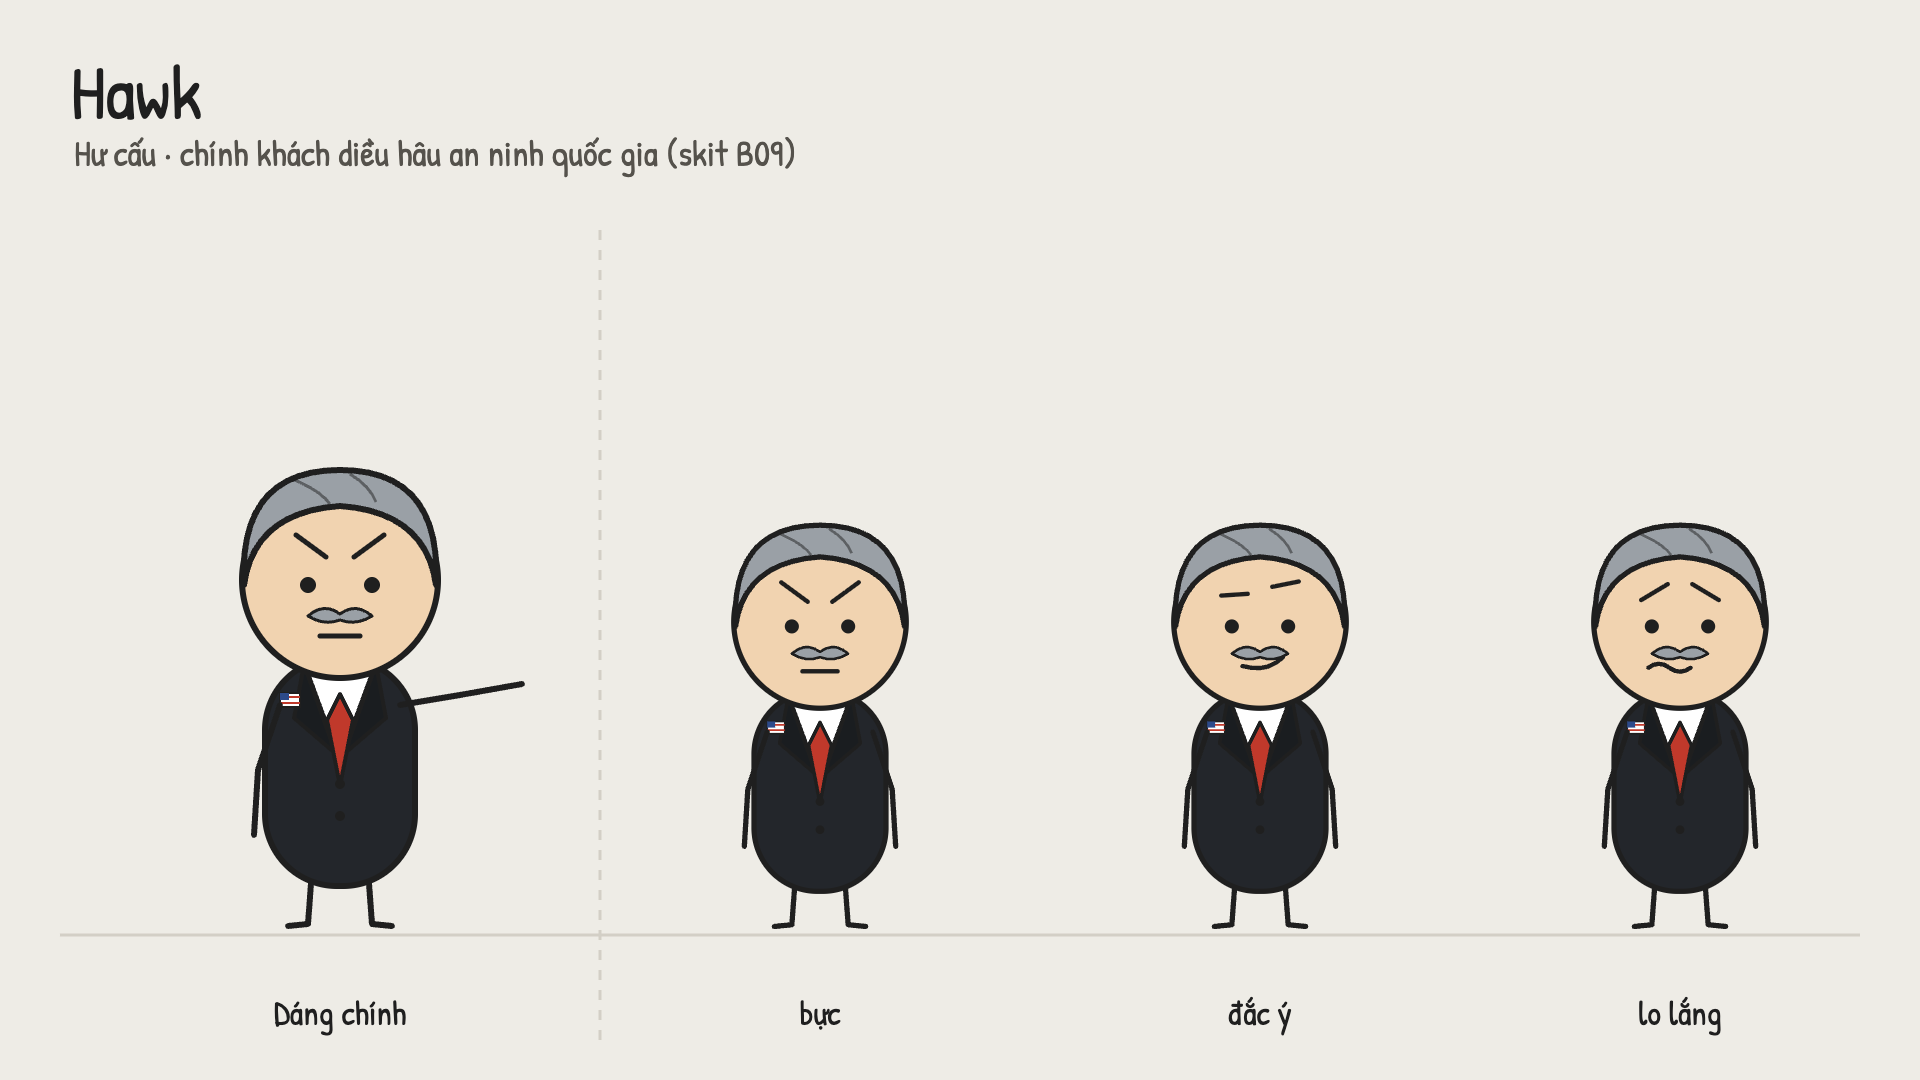 Hawk
Hư cấu · chính khách diều hâu an ninh quốc gia (skit B09)
Dáng chính
bực
đắc ý
lo lắng